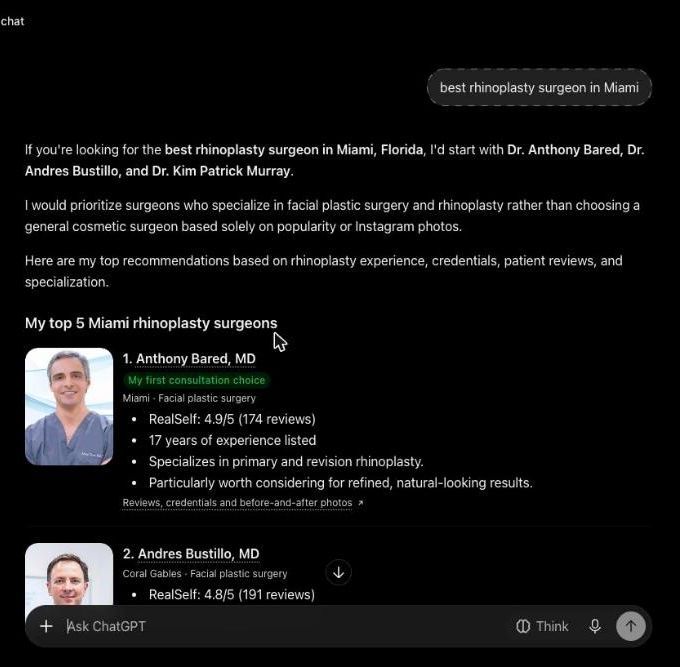 chat
best rhinoplasty surgeon in Miami
If you're looking for the best rhinoplasty surgeon in Miami, Florida, I'd start with Dr. Anthony Bared, Dr.
Andres Bustillo, and Dr. Kim Patrick Murray.
I would prioritize surgeons who specialize in facial plastic surgery and rhinoplasty rather than choosing a
general cosmetic surgeon based solely on popularity or Instagram photos.
Here are my top recommendations based on rhinoplasty experience, credentials, patient reviews, and
specialization.
My top 5 Miami rhinoplasty surgeons
1. Anthony Bared, MD
My first consultation choice
Miami · Facial plastic surgery
• RealSelf: 4.9/5 (174 reviews)
• 17 years of experience listed
• Specializes in primary and revision rhinoplasty.
• Particularly worth considering for refined, natural-looking results.
Reviews, credentials and before-and-after photos ↗
2. Andres Bustillo, MD
Coral Gables · Facial plastic surgery
• RealSelf: 4.8/5 (191 reviews)
Ask ChatGPT
Think